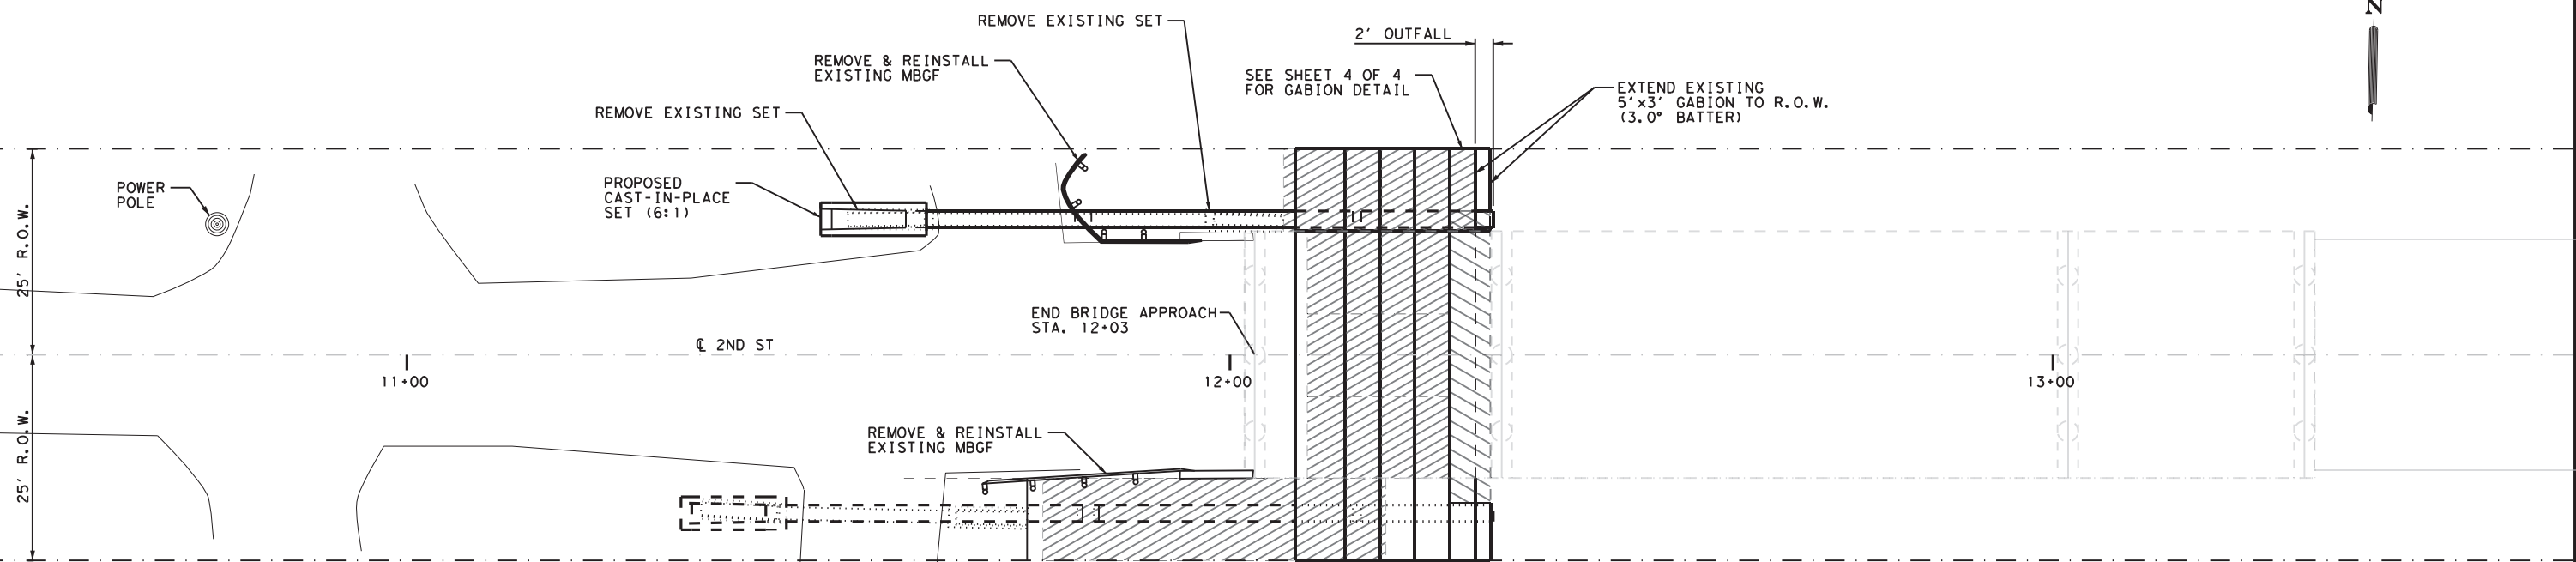 REMOVE EXISTING SET
N
2' OUTFALL
REMOVE & REINSTALL
EXISTING MBGF
SEE SHEET 4 OF 4
FOR GABION DETAIL
EXTEND EXISTING
5'x3' GABION TO R.O.W.
(3.0° BATTER)
REMOVE EXISTING SET
POWER
POLE
PROPOSED
CAST-IN-PLACE
SET (6:1)
25' R.O.W.
END BRIDGE APPROACH
STA. 12+03
℄ 2ND ST
11+00
12+00
13+00
REMOVE & REINSTALL
EXISTING MBGF
25' R.O.W.